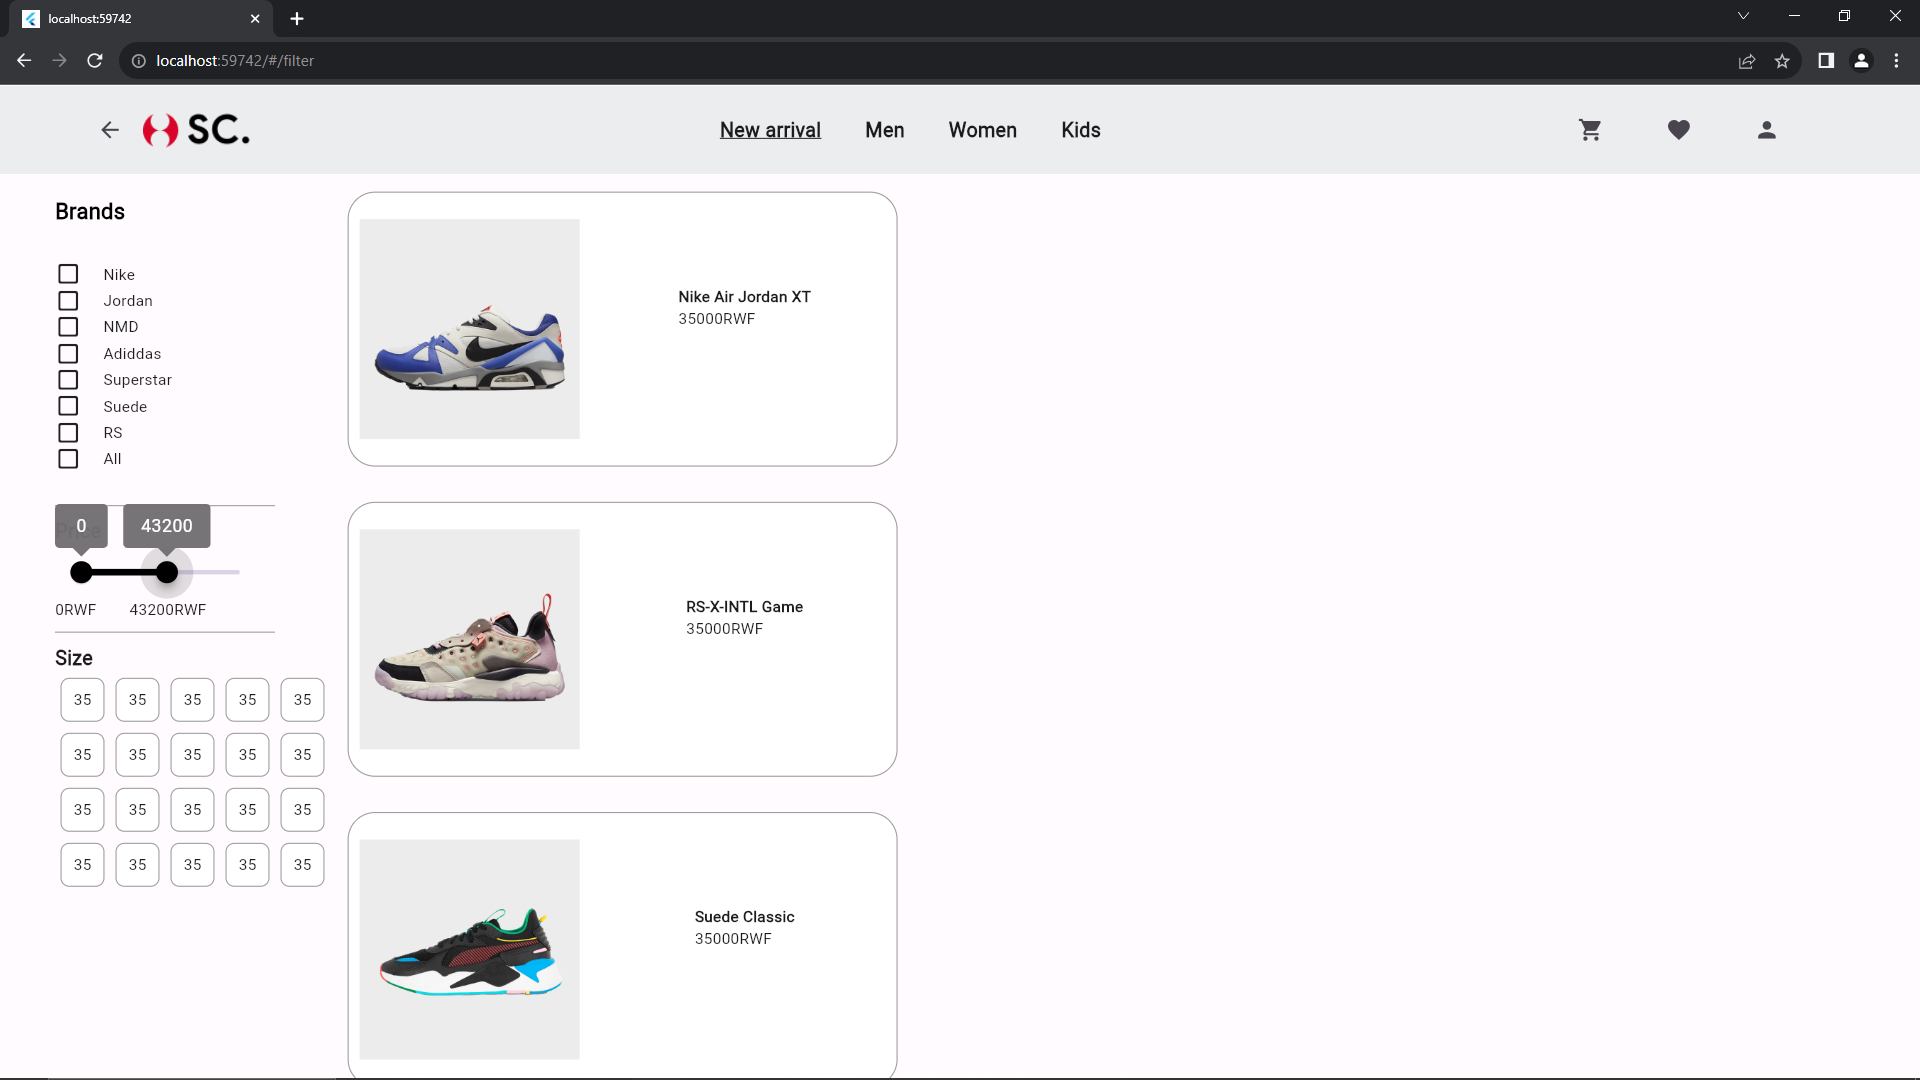 localhost:59742
localhost:59742/#/filter
SC.
New arrival Men Women Kids
Brands
Nike
Jordan
NMD
Adiddas
Superstar
Suede
RS
All
Price
0 43200
0RWF 43200RWF
Size
35 35 35 35 35
35 35 35 35 35
35 35 35 35 35
35 35 35 35 35
Nike Air Jordan XT
35000RWF
RS-X-INTL Game
35000RWF
Suede Classic
35000RWF